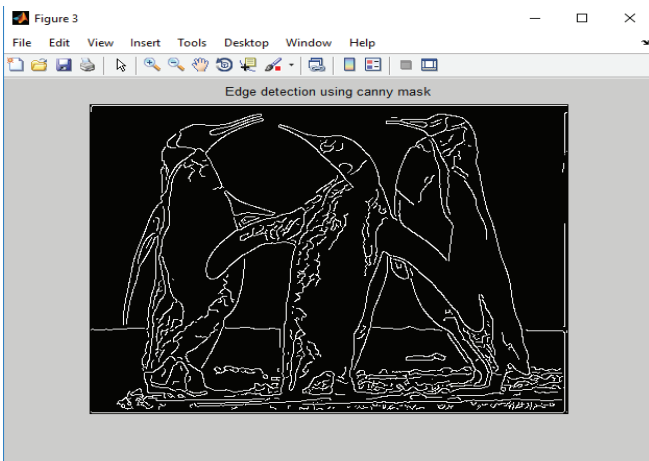 Figure 3
File Edit View Insert Tools Desktop Window Help
Edge detection using canny mask